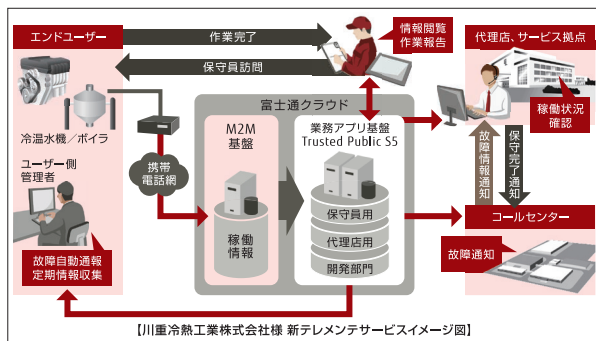 エンドユーザー
作業完了
保守員訪問
情報閲覧
作業報告
代理店、サービス拠点
稼働状況
確認
冷温水機／ボイラ
ユーザー側
管理者
故障自動通報
定期情報収集
携帯
電話網
富士通クラウド
M2M
基盤
稼働
情報
業務アプリ基盤
Trusted Public S5
保守員用
代理店用
開発部門
故障情報通知
保守完了通知
コールセンター
故障通知
【川重冷熱工業株式会社様 新テレメンテサービスイメージ図】